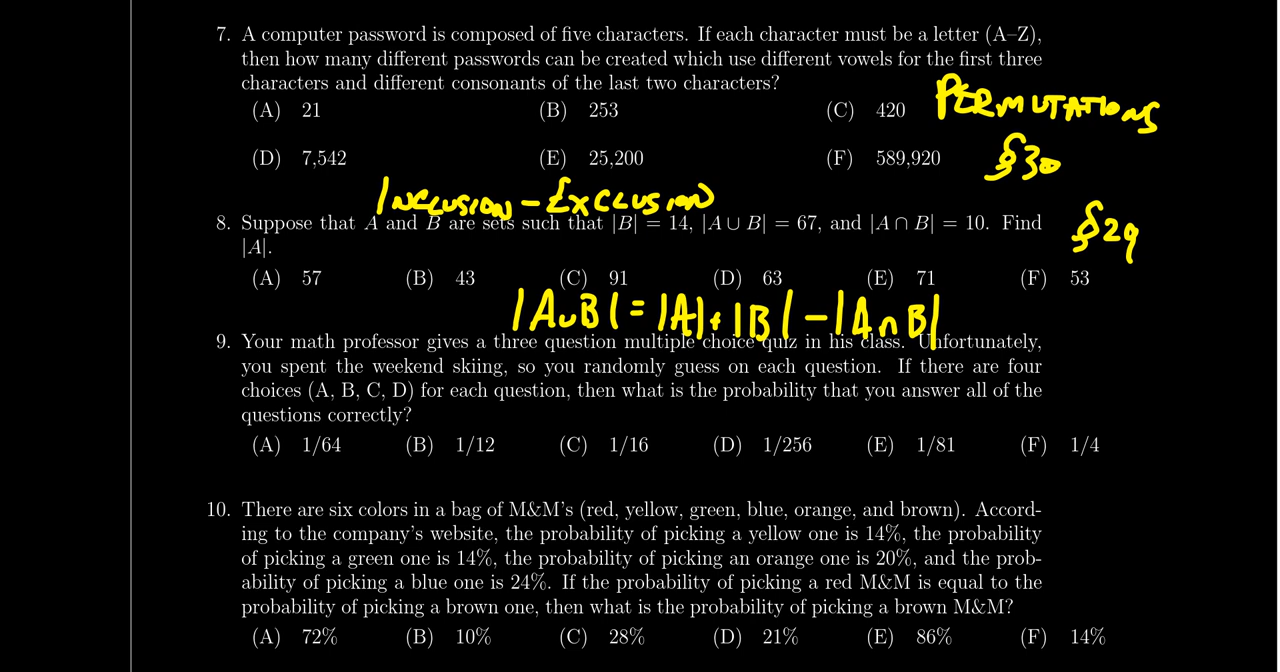 7. A computer password is composed of five characters. If each character must be a letter (A–Z),
then how many different passwords can be created which use different vowels for the first three
characters and different consonants of the last two characters?
(A) 21 (B) 253 (C) 420
PERMUTATIONS
(D) 7,542 (E) 25,200 (F) 589,920
§30
INCLUSION – EXCLUSION
8. Suppose that A and B are sets such that |B| = 14, |A ∪ B| = 67, and |A ∩ B| = 10. Find
|A|.
§29
(A) 57 (B) 43 (C) 91 (D) 63 (E) 71 (F) 53
|A∪B| = |A| + |B| – |A∩B|
9. Your math professor gives a three question multiple choice quiz in his class. Unfortunately,
you spent the weekend skiing, so you randomly guess on each question. If there are four
choices (A, B, C, D) for each question, then what is the probability that you answer all of the
questions correctly?
(A) 1/64 (B) 1/12 (C) 1/16 (D) 1/256 (E) 1/81 (F) 1/4
10. There are six colors in a bag of M&M's (red, yellow, green, blue, orange, and brown). Accord-
ing to the company's website, the probability of picking a yellow one is 14%, the probability
of picking a green one is 14%, the probability of picking an orange one is 20%, and the prob-
ability of picking a blue one is 24%. If the probability of picking a red M&M is equal to the
probability of picking a brown one, then what is the probability of picking a brown M&M?
(A) 72% (B) 10% (C) 28% (D) 21% (E) 86% (F) 14%